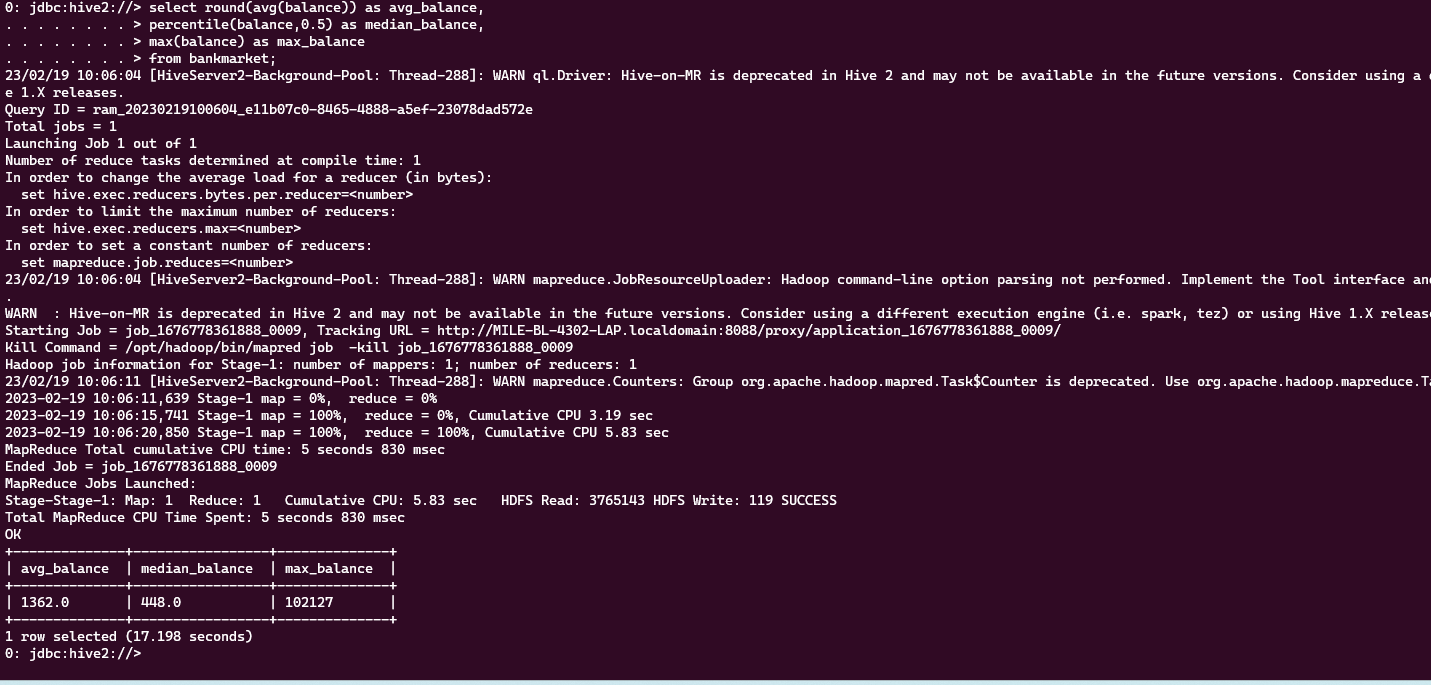 0: jdbc:hive2://> select round(avg(balance)) as avg_balance,
. . . . . . . . > percentile(balance,0.5) as median_balance,
. . . . . . . . > max(balance) as max_balance
. . . . . . . . > from bankmarket;
23/02/19 10:06:04 [HiveServer2-Background-Pool: Thread-288]: WARN ql.Driver: Hive-on-MR is deprecated in Hive 2 and may not be available in the future versions. Consider using a
e 1.X releases.
Query ID = ram_20230219100604_e11b07c0-8465-4888-a5ef-23078dad572e
Total jobs = 1
Launching Job 1 out of 1
Number of reduce tasks determined at compile time: 1
In order to change the average load for a reducer (in bytes):
  set hive.exec.reducers.bytes.per.reducer=<number>
In order to limit the maximum number of reducers:
  set hive.exec.reducers.max=<number>
In order to set a constant number of reducers:
  set mapreduce.job.reduces=<number>
23/02/19 10:06:04 [HiveServer2-Background-Pool: Thread-288]: WARN mapreduce.JobResourceUploader: Hadoop command-line option parsing not performed. Implement the Tool interface and
.
WARN  : Hive-on-MR is deprecated in Hive 2 and may not be available in the future versions. Consider using a different execution engine (i.e. spark, tez) or using Hive 1.X releas
Starting Job = job_1676778361888_0009, Tracking URL = http://MILE-BL-4302-LAP.localdomain:8088/proxy/application_1676778361888_0009/
Kill Command = /opt/hadoop/bin/mapred job  -kill job_1676778361888_0009
Hadoop job information for Stage-1: number of mappers: 1; number of reducers: 1
23/02/19 10:06:11 [HiveServer2-Background-Pool: Thread-288]: WARN mapreduce.Counters: Group org.apache.hadoop.mapred.Task$Counter is deprecated. Use org.apache.hadoop.mapreduce.Ta
2023-02-19 10:06:11,639 Stage-1 map = 0%,  reduce = 0%
2023-02-19 10:06:15,741 Stage-1 map = 100%,  reduce = 0%, Cumulative CPU 3.19 sec
2023-02-19 10:06:20,850 Stage-1 map = 100%,  reduce = 100%, Cumulative CPU 5.83 sec
MapReduce Total cumulative CPU time: 5 seconds 830 msec
Ended Job = job_1676778361888_0009
MapReduce Jobs Launched:
Stage-Stage-1: Map: 1  Reduce: 1   Cumulative CPU: 5.83 sec   HDFS Read: 3765143 HDFS Write: 119 SUCCESS
Total MapReduce CPU Time Spent: 5 seconds 830 msec
OK
+--------------+-----------------+--------------+
| avg_balance  | median_balance  | max_balance  |
+--------------+-----------------+--------------+
| 1362.0       | 448.0           | 102127       |
+--------------+-----------------+--------------+
1 row selected (17.198 seconds)
0: jdbc:hive2://>